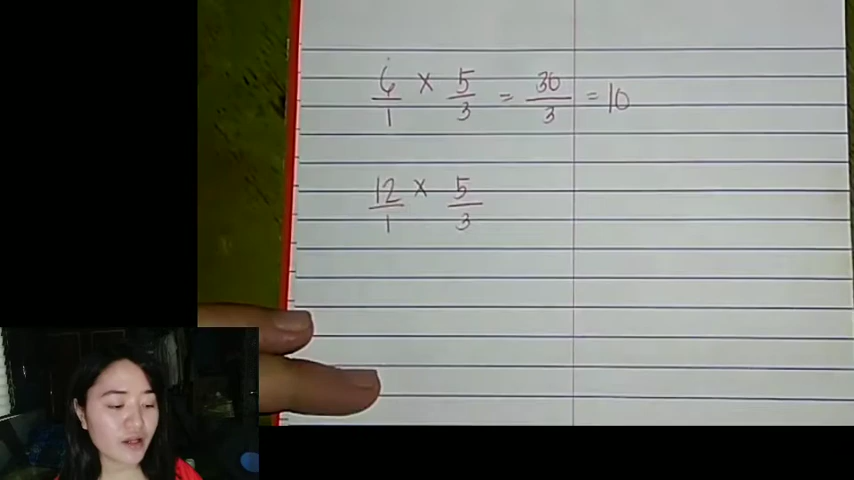 6/1 × 5/3 = 30/3 = 10
12/1 × 5/3